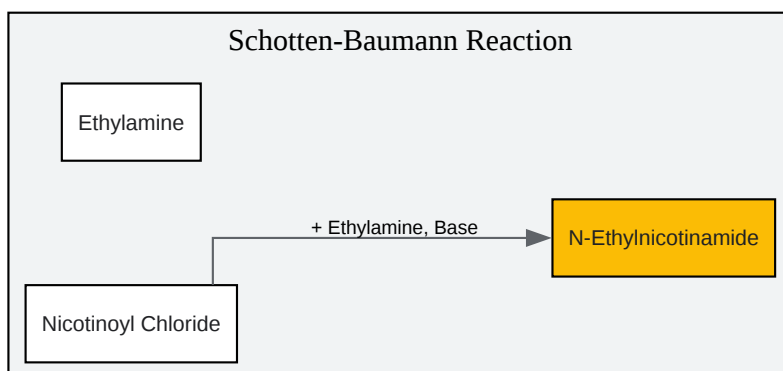 Schotten-Baumann Reaction
Ethylamine
+ Ethylamine, Base
N-Ethylnicotinamide
Nicotinoyl Chloride